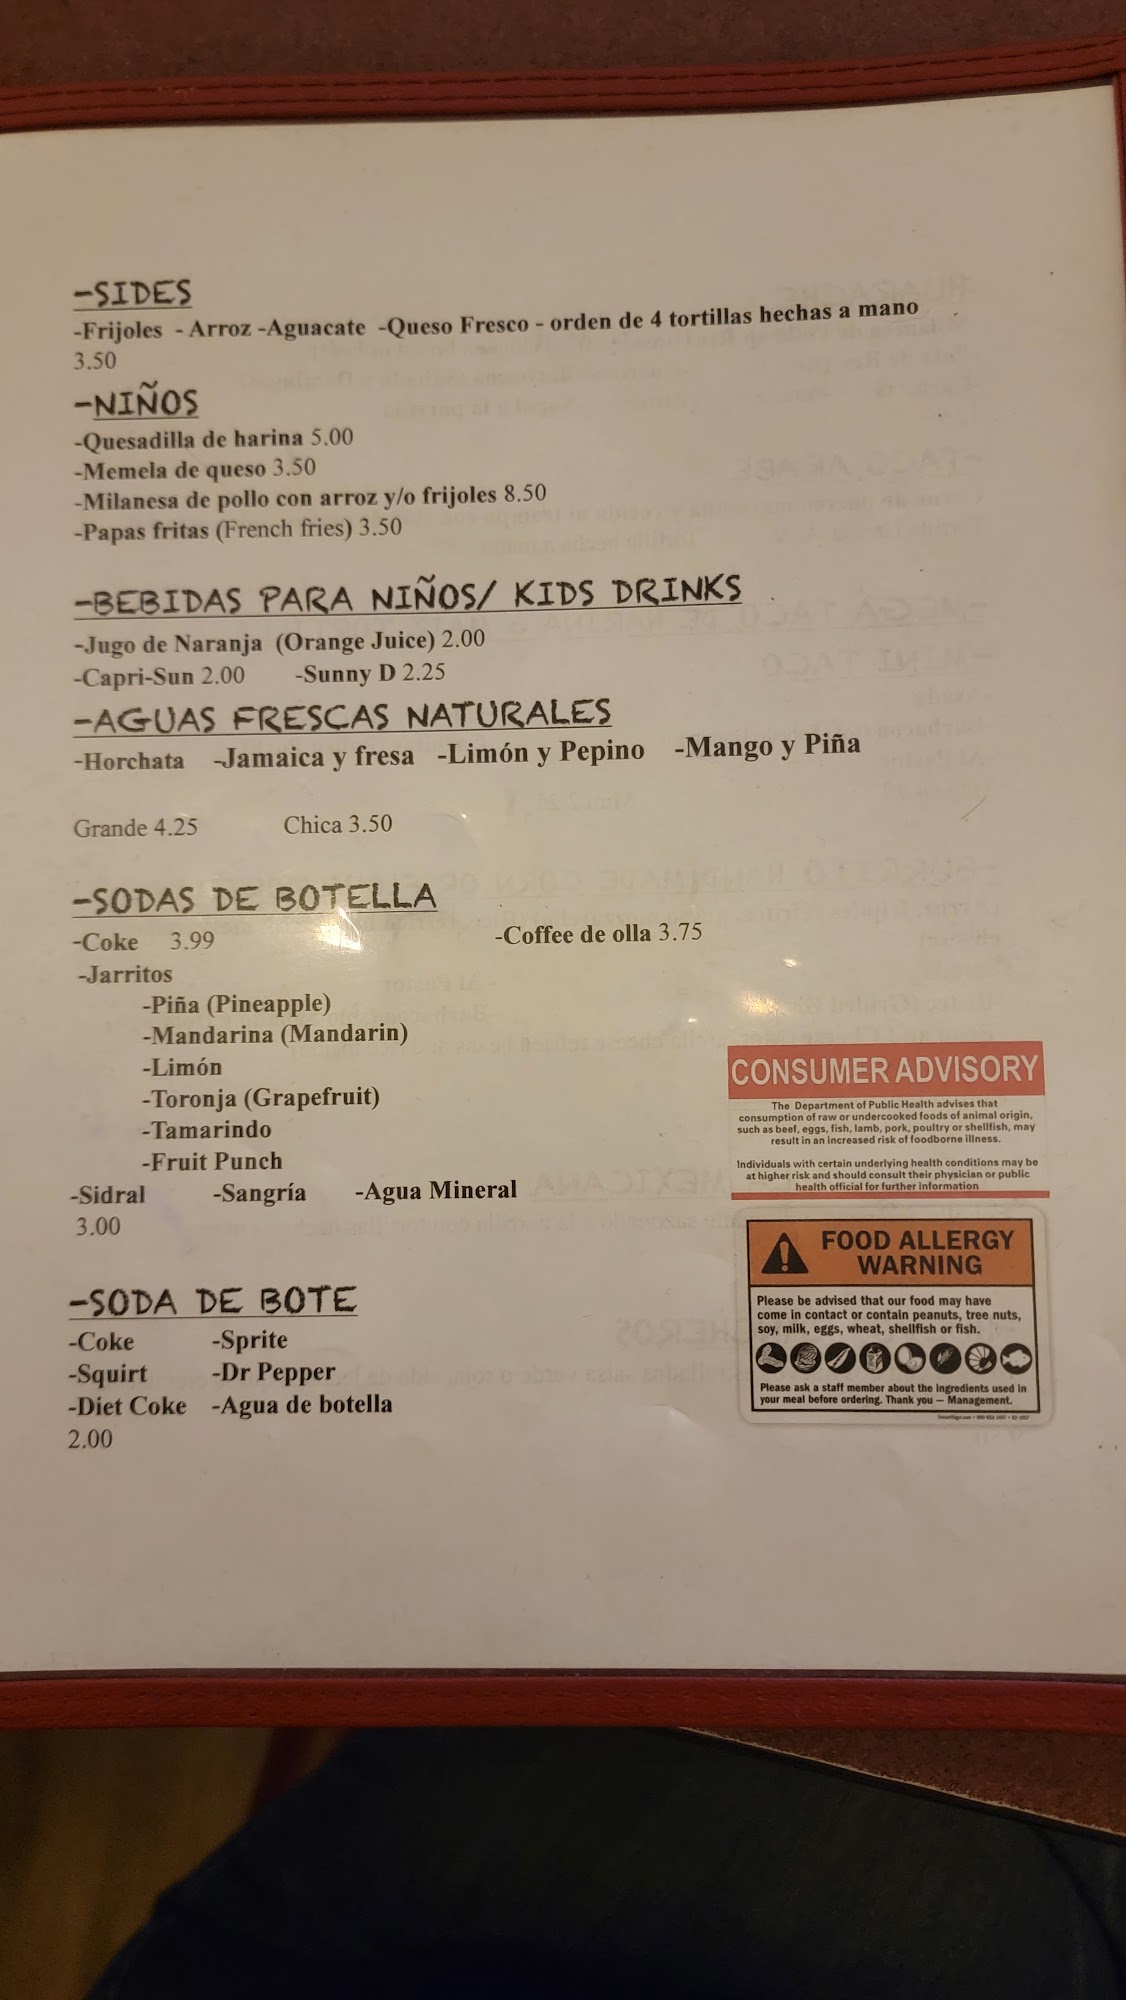 -SIDES
-Frijoles - Arroz -Aguacate -Queso Fresco - orden de 4 tortillas hechas a mano
3.50
-NIÑOS
-Quesadilla de harina 5.00
-Memela de queso 3.50
-Milanesa de pollo con arroz y/o frijoles 8.50
-Papas fritas (French fries) 3.50
-BEBIDAS PARA NIÑOS/ KIDS DRINKS
-Jugo de Naranja (Orange Juice) 2.00
-Capri-Sun 2.00 -Sunny D 2.25
-AGUAS FRESCAS NATURALES
-Horchata -Jamaica y fresa -Limón y Pepino -Mango y Piña
Grande 4.25 Chica 3.50
-SODAS DE BOTELLA
-Coke 3.99 -Coffee de olla 3.75
-Jarritos
-Piña (Pineapple)
-Mandarina (Mandarin)
-Limón
-Toronja (Grapefruit)
-Tamarindo
-Fruit Punch
-Sidral -Sangría -Agua Mineral
3.00
-SODA DE BOTE
-Coke -Sprite
-Squirt -Dr Pepper
-Diet Coke -Agua de botella
2.00
CONSUMER ADVISORY
The Department of Public Health advises that
consumption of raw or undercooked foods of animal origin,
such as beef, eggs, fish, lamb, pork, poultry or shellfish, may
result in an increased risk of foodborne illness.
Individuals with certain underlying health conditions may be
at higher risk and should consult their physician or public
health official for further information
FOOD ALLERGY
WARNING
Please be advised that our food may have
come in contact or contain peanuts, tree nuts,
soy, milk, eggs, wheat, shellfish or fish.
Please ask a staff member about the ingredients used in
your meal before ordering. Thank you — Management.